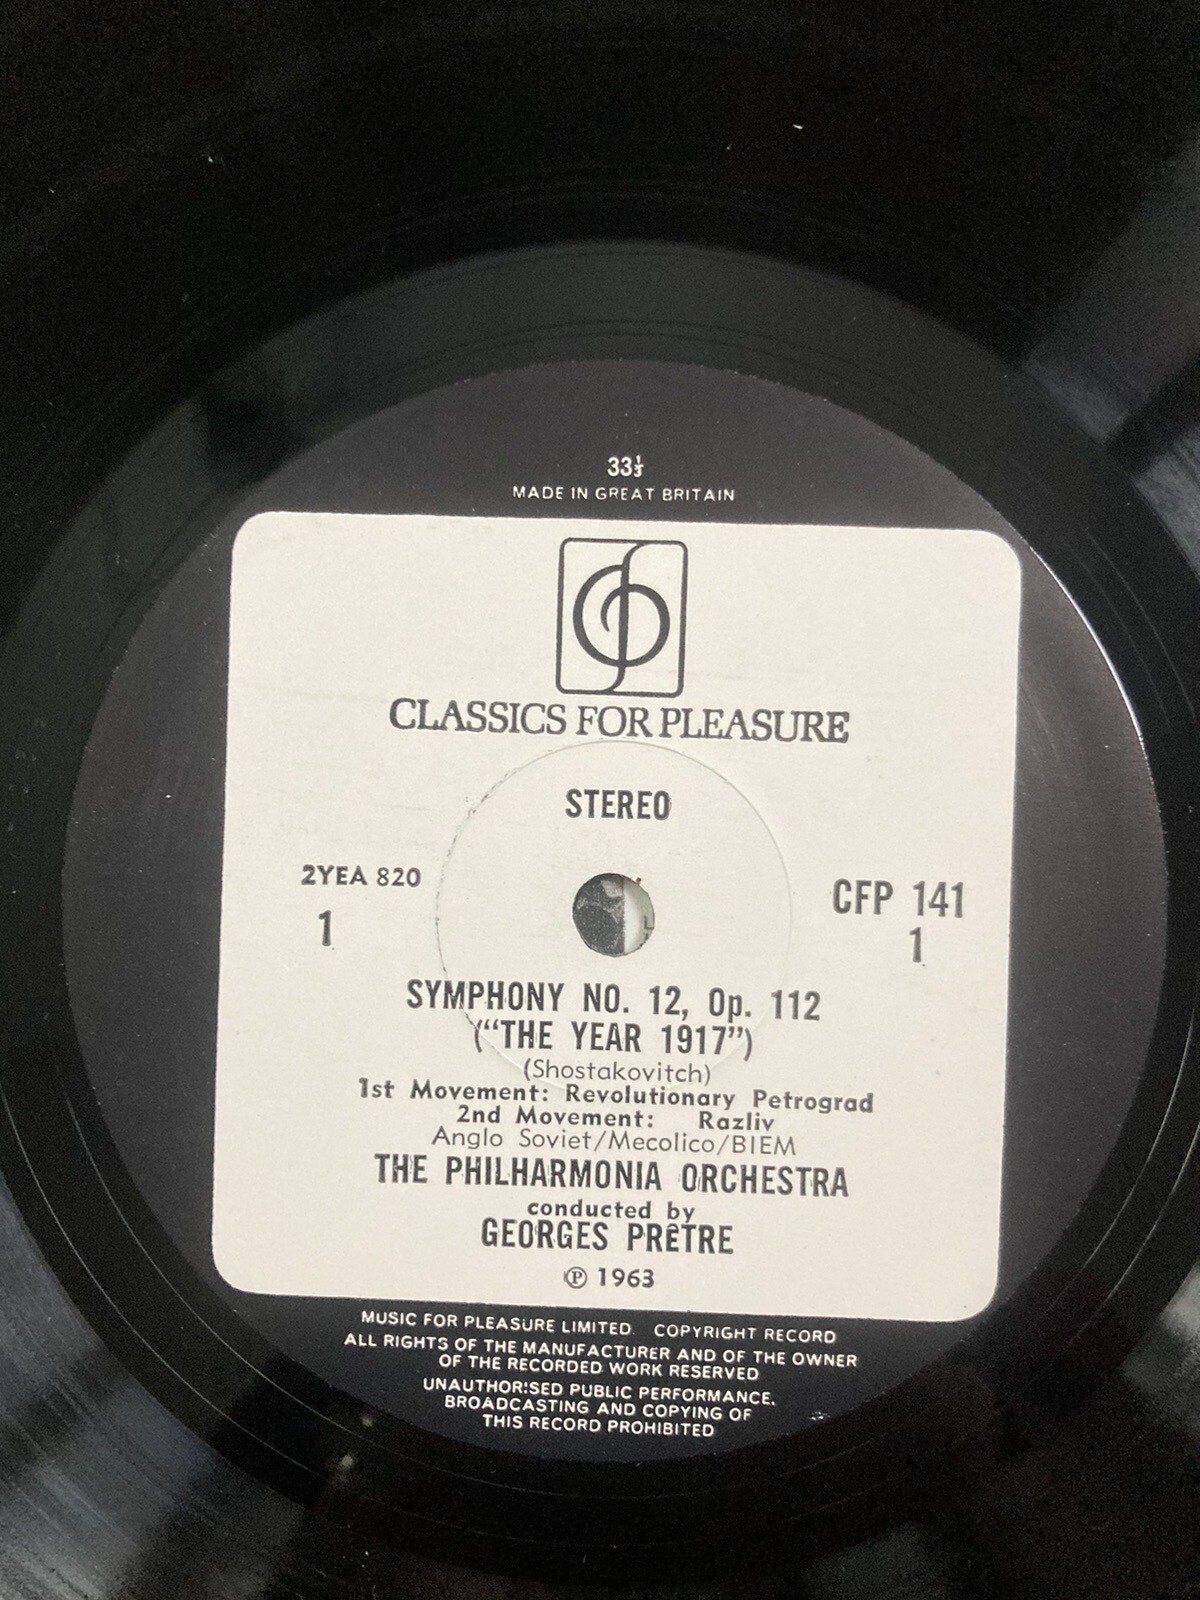 33⅓
MADE IN GREAT BRITAIN
CLASSICS FOR PLEASURE
STEREO
2YEA 820
1
CFP 141
1
SYMPHONY NO. 12, Op. 112
(“THE YEAR 1917”)
(Shostakovitch)
1st Movement: Revolutionary Petrograd
2nd Movement: Razliv
Anglo Soviet/Mecolico/BIEM
THE PHILHARMONIA ORCHESTRA
conducted by
GEORGES PRÊTRE
℗ 1963
MUSIC FOR PLEASURE LIMITED. COPYRIGHT RECORD
ALL RIGHTS OF THE MANUFACTURER AND OF THE OWNER
OF THE RECORDED WORK RESERVED
UNAUTHORISED PUBLIC PERFORMANCE,
BROADCASTING AND COPYING OF
THIS RECORD PROHIBITED